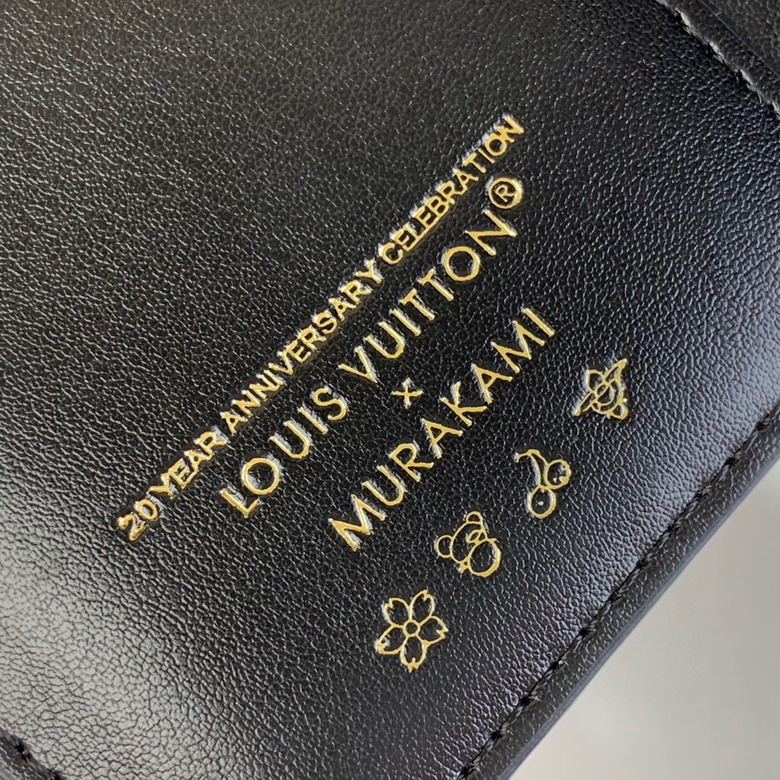 20 YEAR ANNIVERSARY CELEBRATION
LOUIS VUITTON®
×
MURAKAMI